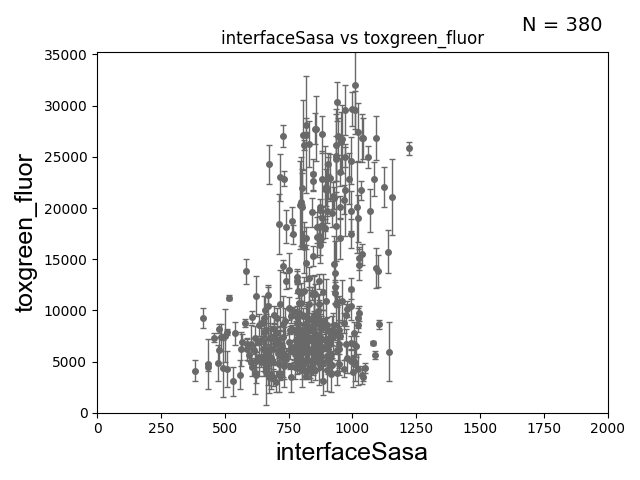 N = 380
interfaceSasa vs toxgreen_fluor
35000
30000
25000
20000
15000
10000
5000
0
toxgreen_fluor
0 250 500 750 1000 1250 1500 1750 2000
interfaceSasa